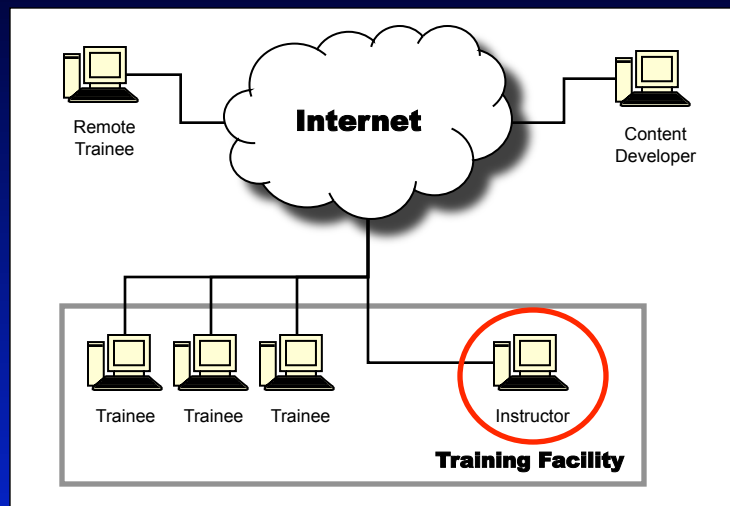 Internet
Remote
Trainee
Content
Developer
Trainee
Trainee
Trainee
Instructor
Training Facility